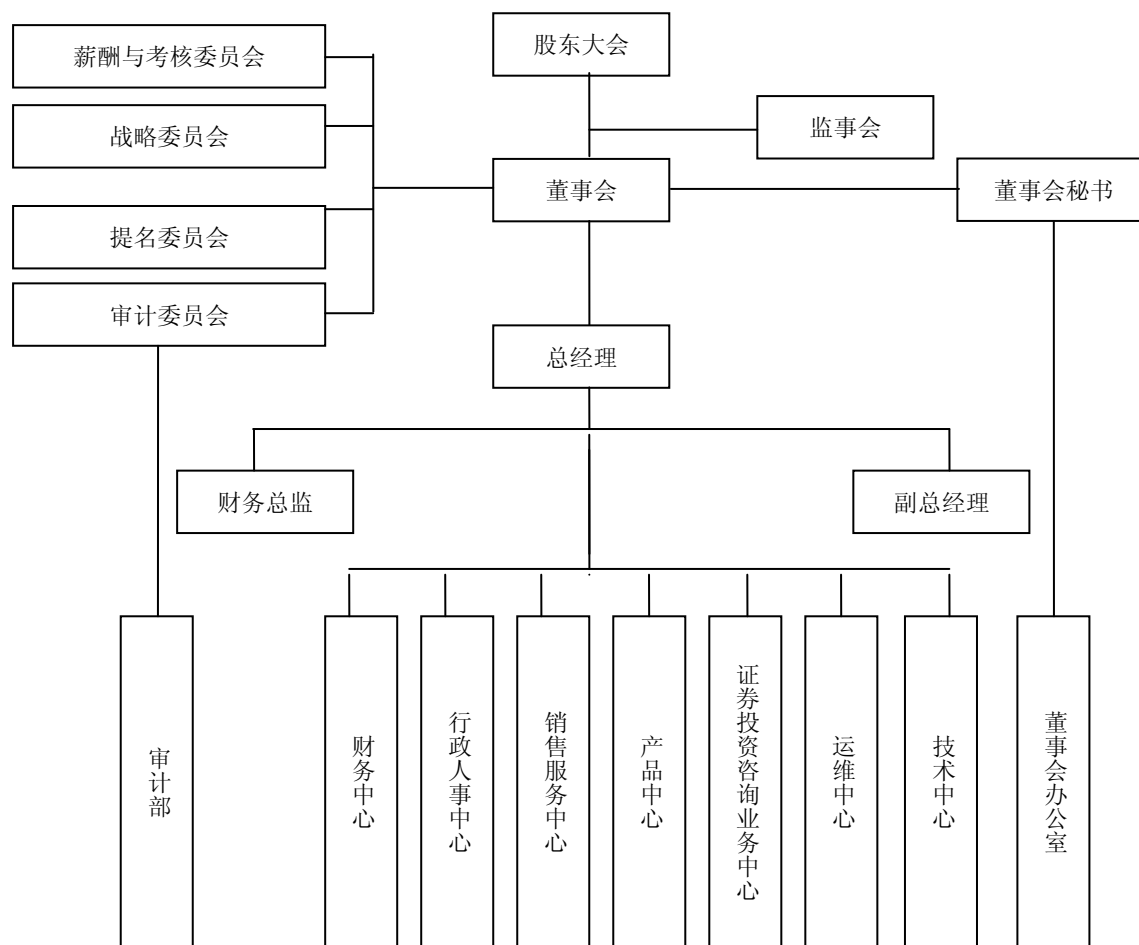 薪酬与考核委员会
股东大会
战略委员会
监事会
董事会
董事会秘书
提名委员会
审计委员会
总经理
财务总监
副总经理
审计部
财务中心
行政人事中心
销售服务中心
产品中心
证券投资咨询业务中心
运维中心
技术中心
董事会办公室